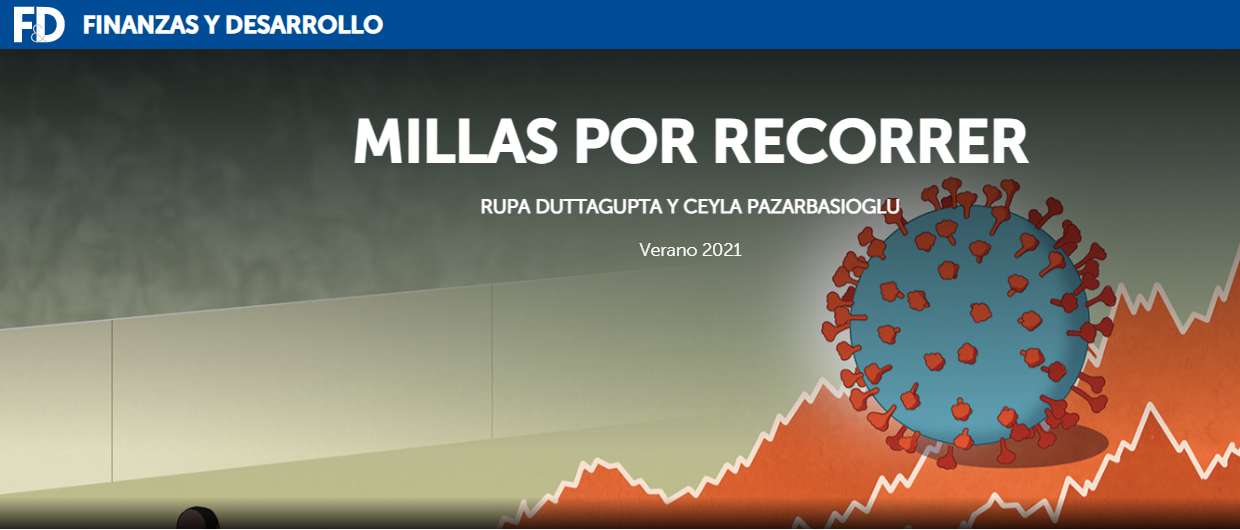 F&D FINANZAS Y DESARROLLO
MILLAS POR RECORRER
RUPA DUTTAGUPTA Y CEYLA PAZARBASIOGLU
Verano 2021